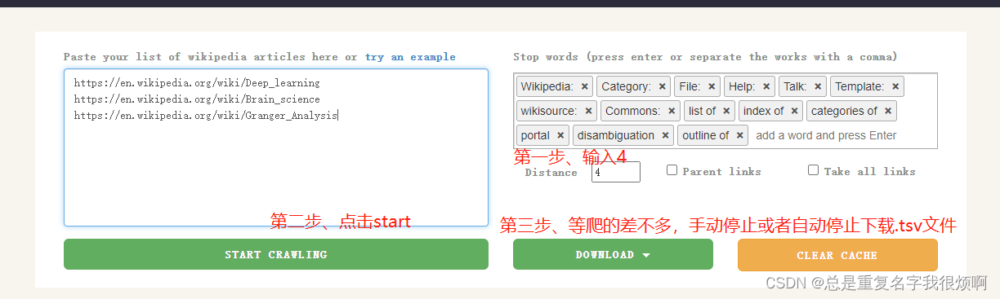 Paste your list of wikipedia articles here or try an example
https://en.wikipedia.org/wiki/Deep_learning
https://en.wikipedia.org/wiki/Brain_science
https://en.wikipedia.org/wiki/Granger_Analysis
Stop words (press enter or separate the works with a comma)
Wikipedia: × Category: × File: × Help: × Talk: × Template: ×
wikisource: × Commons: × list of × index of × categories of ×
portal × disambiguation × outline of × add a word and press Enter
第一步、输入4
Distance 4 Parent links Take all links
第二步、点击start
第三步、等爬的差不多，手动停止或者自动停止下载.tsv文件
START CRAWLING
DOWNLOAD
CLEAR CACHE
CSDN @总是重复名字我很烦啊